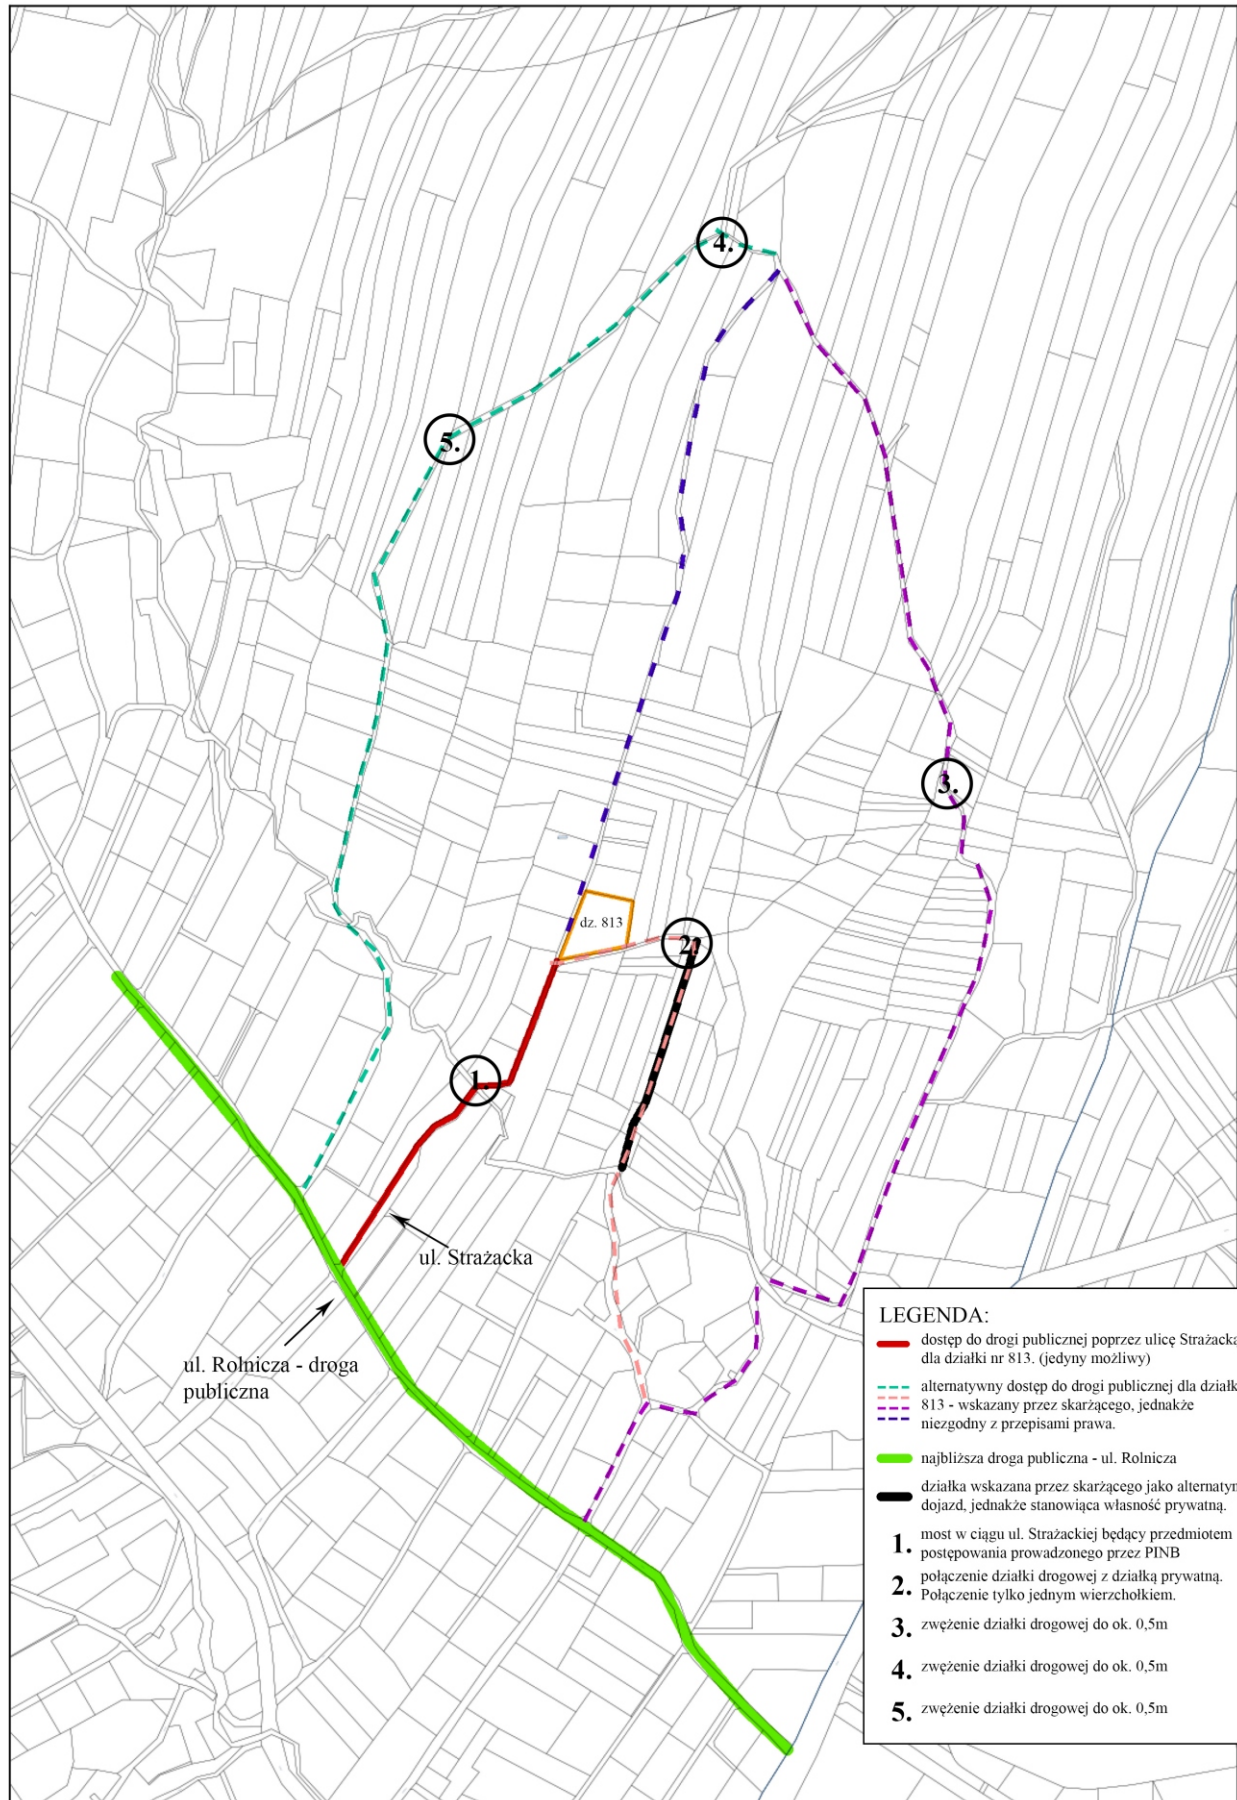 4.
5.
3.
dz. 813
2.
1.
ul. Strażacka
ul. Rolnicza - droga
publiczna
LEGENDA:
dostęp do drogi publicznej poprzez ulicę Strażacka
dla działki nr 813. (jedyny możliwy)
alternatywny dostęp do drogi publicznej dla działk
813 - wskazany przez skarżącego, jednakże
niezgodny z przepisami prawa.
najbliższa droga publiczna - ul. Rolnicza
działka wskazana przez skarżącego jako alternatyn
dojazd, jednakże stanowiąca własność prywatną.
1. most w ciągu ul. Strażackiej będący przedmiotem
postępowania prowadzonego przez PINB
2. połączenie działki drogowej z działką prywatną.
Połączenie tylko jednym wierzchołkiem.
3. zwężenie działki drogowej do ok. 0,5m
4. zwężenie działki drogowej do ok. 0,5m
5. zwężenie działki drogowej do ok. 0,5m